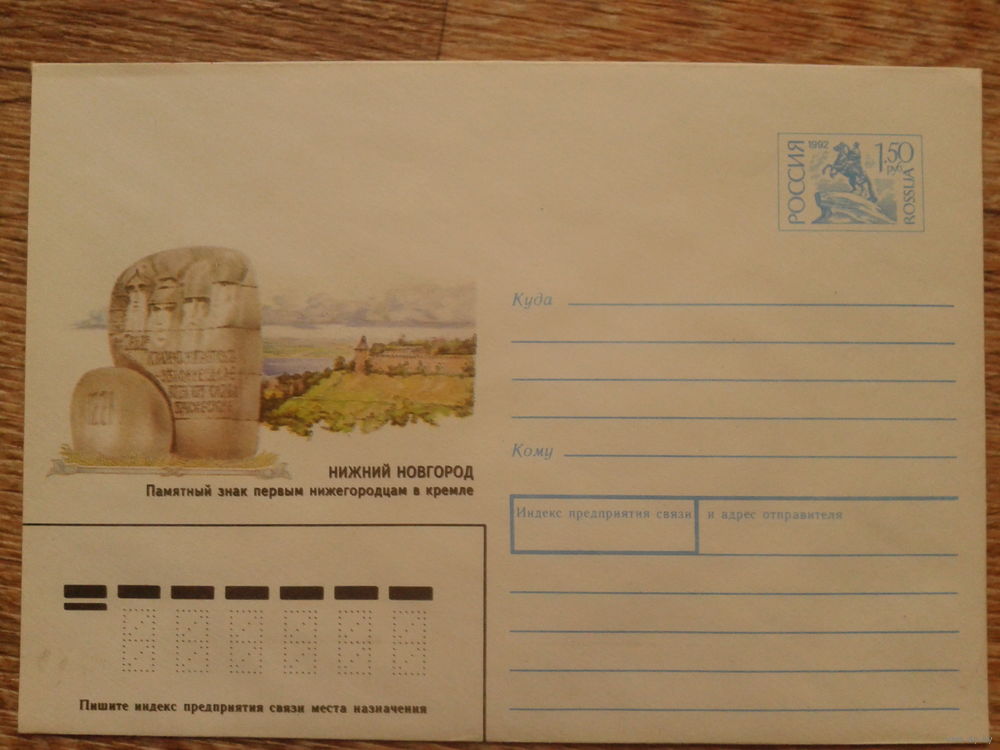 РОССИЯ
1992
1.50
руб.
ROSSIJA
1221
НИЖНИЙ НОВГОРОД
Памятный знак первым нижегородцам в кремле
Куда
Кому
Индекс предприятия связи и адрес отправителя
Пишите индекс предприятия связи места назначения